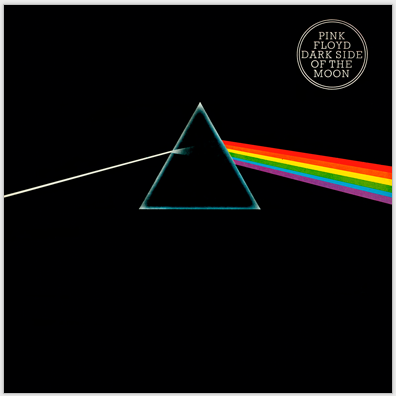 PINK
FLOYD
DARK SIDE
OF THE
MOON